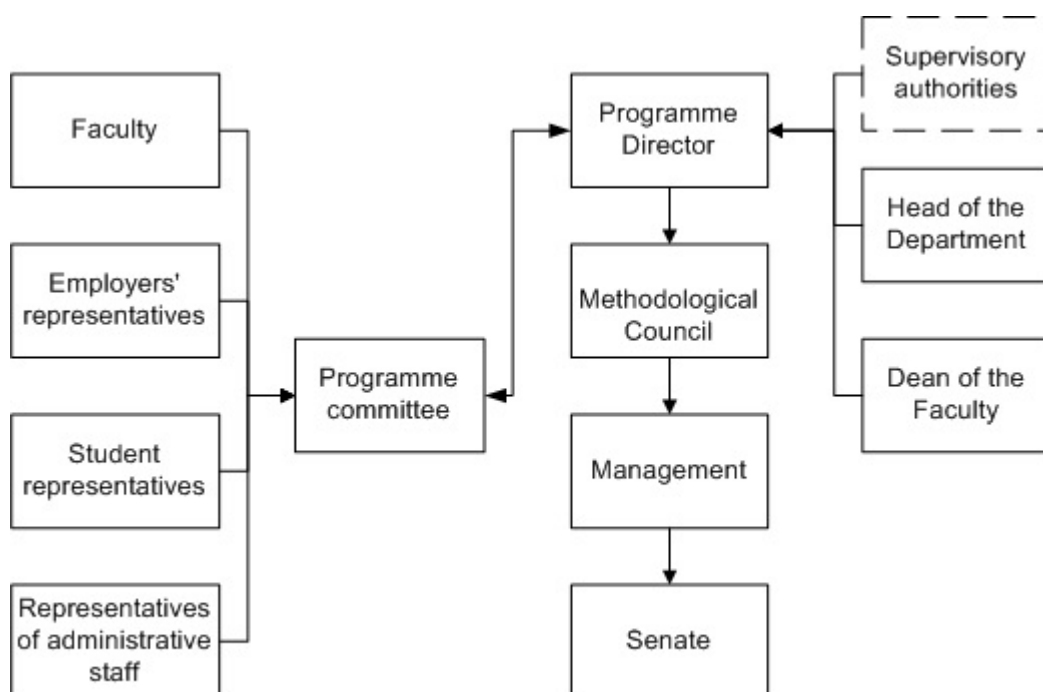 Faculty
Employers'
representatives
Student
representatives
Representatives
of administrative
staff
Programme
committee
Programme
Director
Methodological
Council
Management
Senate
Supervisory
authorities
Head of the
Department
Dean of the
Faculty